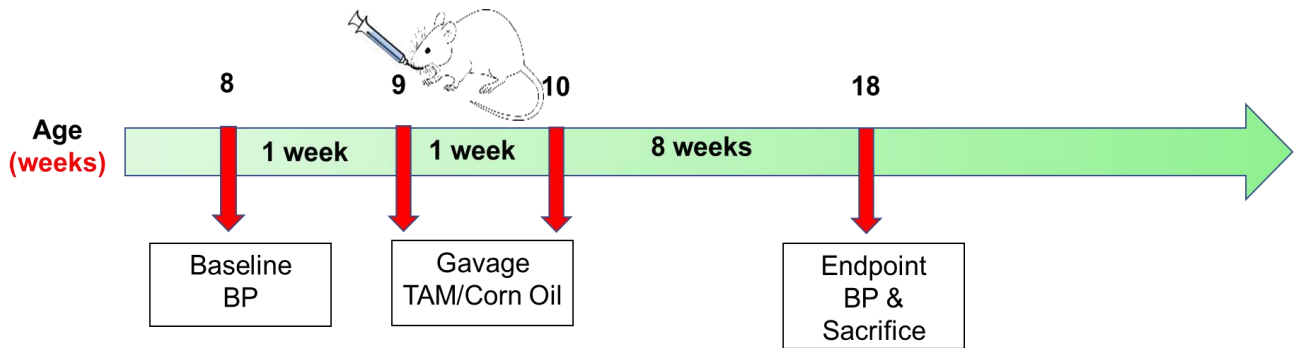 8
9
10
18
Age
(weeks)
1 week
1 week
8 weeks
Baseline
BP
Gavage
TAM/Corn Oil
Endpoint
BP &
Sacrifice